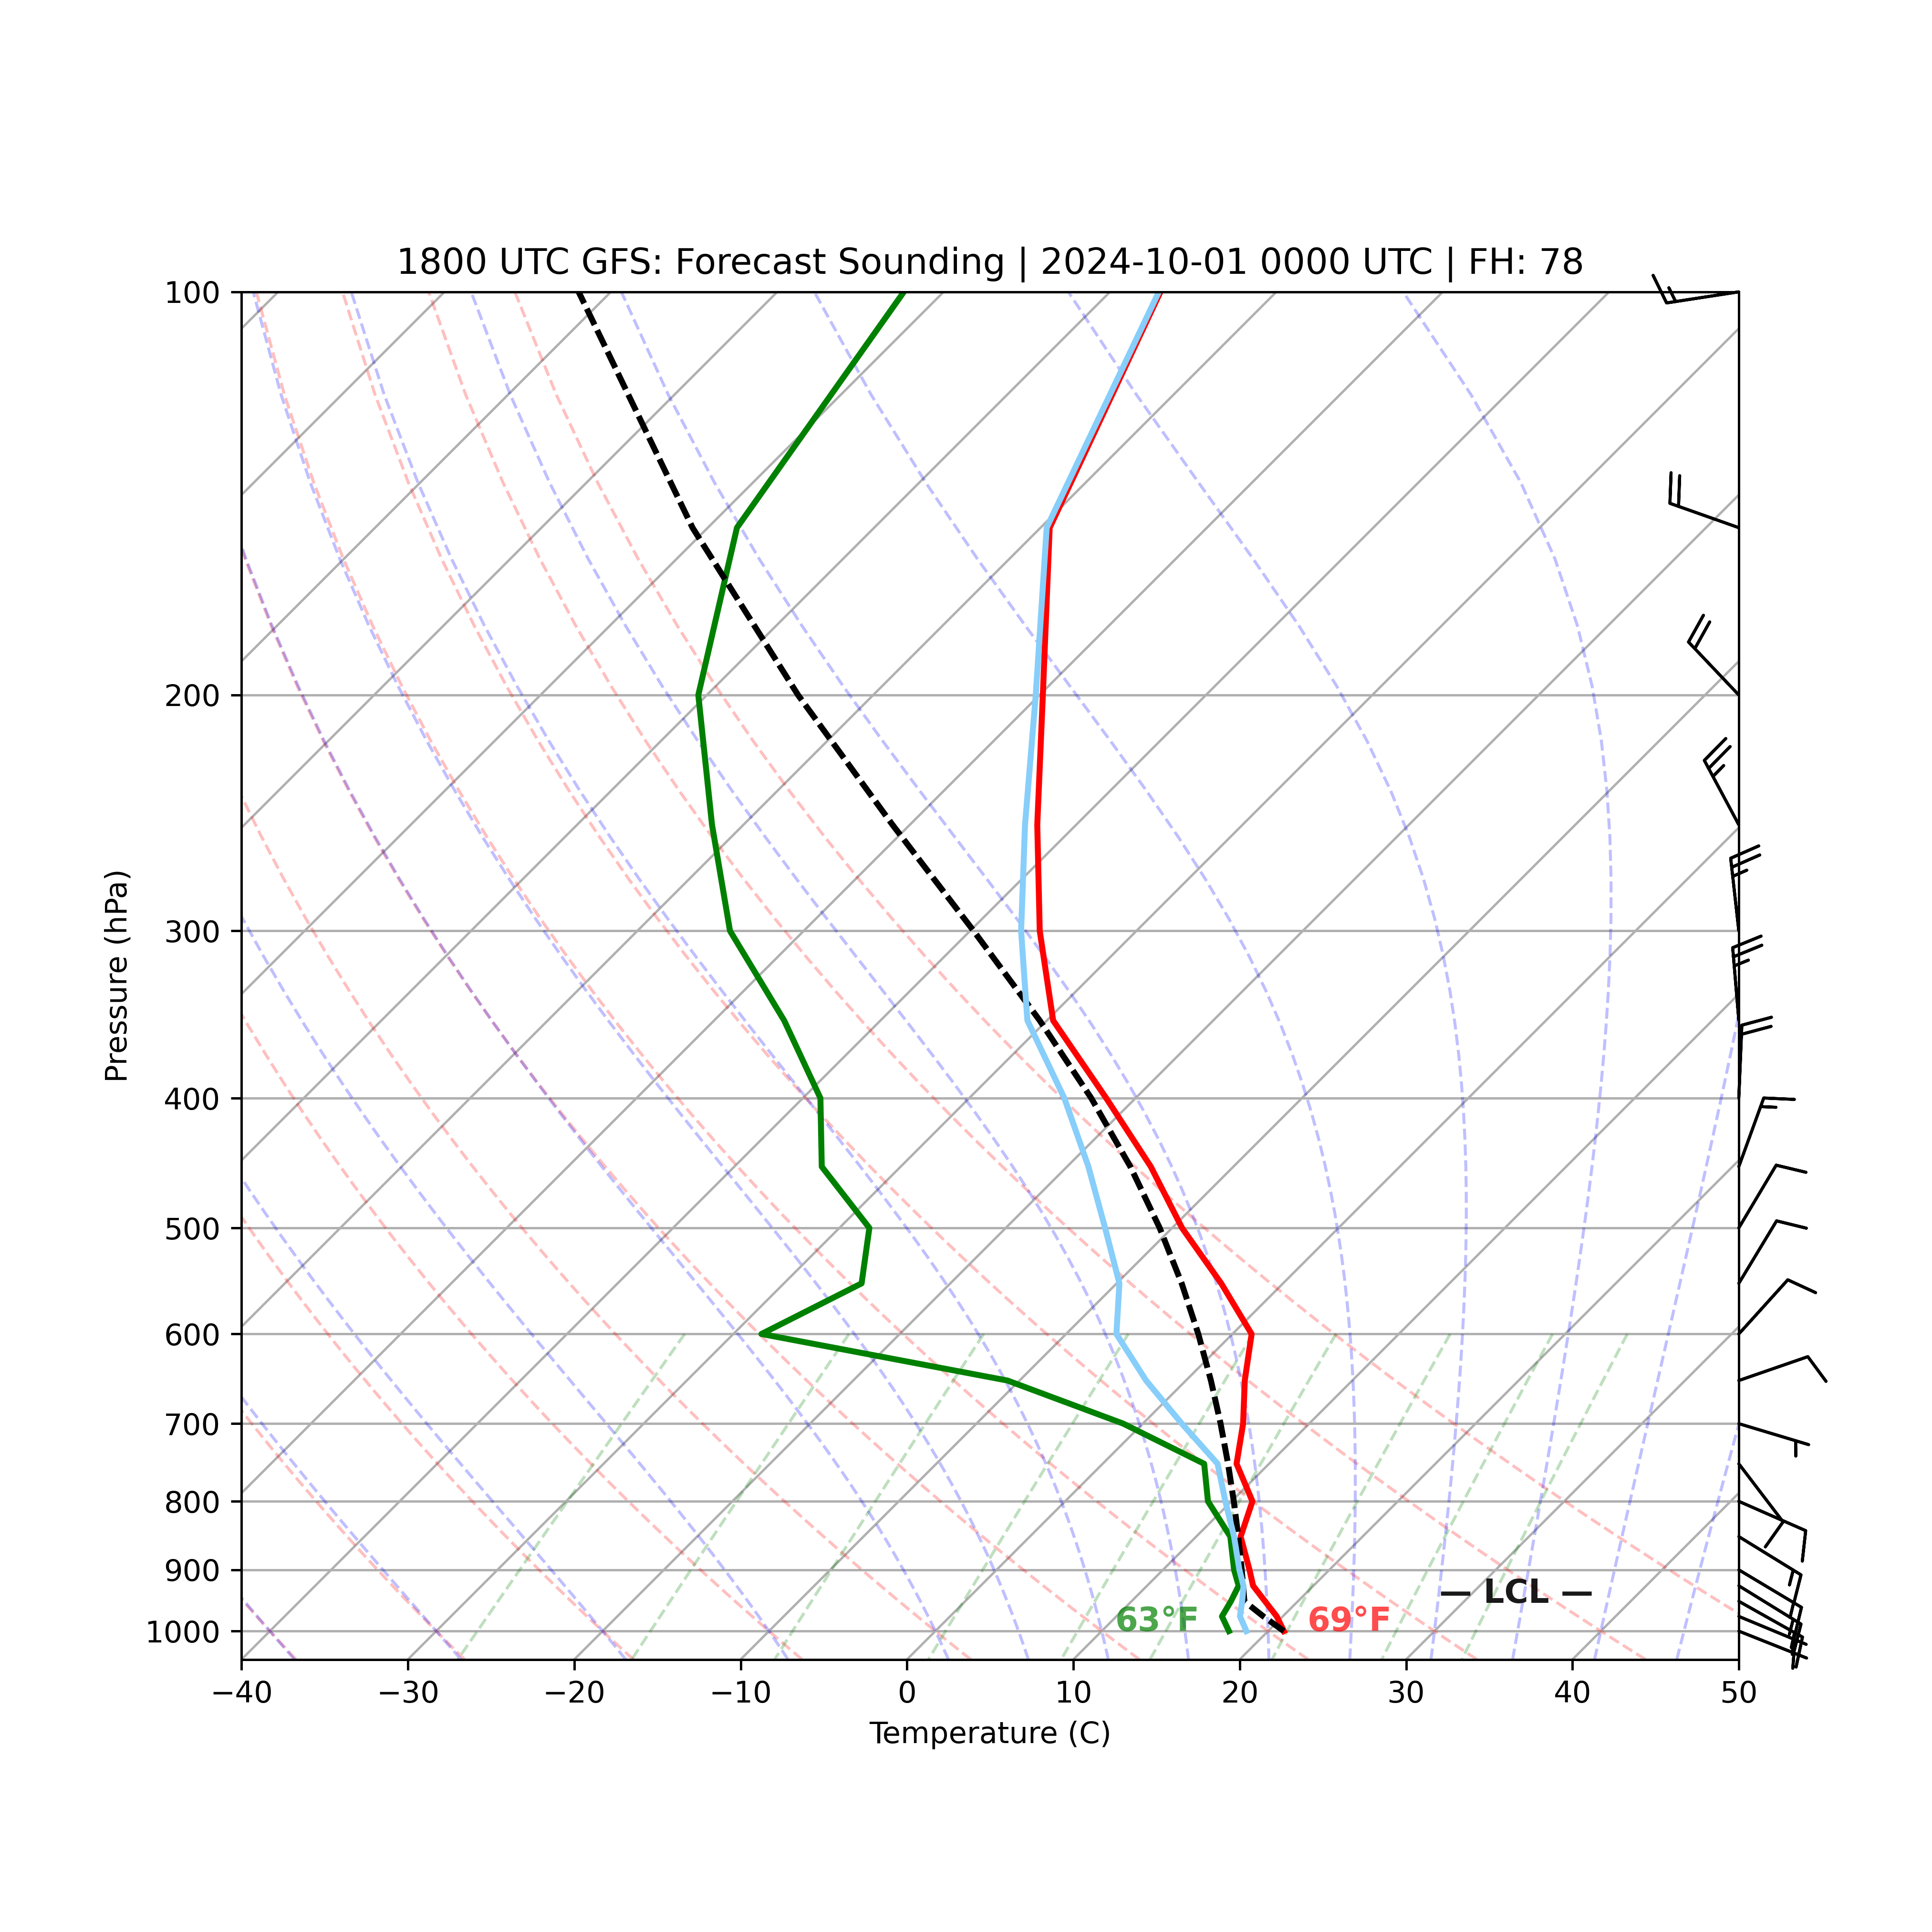 1800 UTC GFS: Forecast Sounding | 2024-10-01 0000 UTC | FH: 78
100
200
300
400
500
600
700
800
900
1000
Pressure (hPa)
— LCL —
63°F
69°F
−40 −30 −20 −10 0 10 20 30 40 50
Temperature (C)